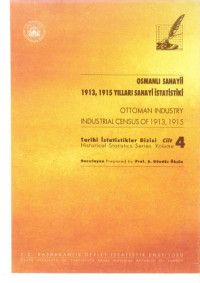 OSMANLI SANAYİİ
1913, 1915 YILLARI SANAYİ İSTATİSTİKİ
OTTOMAN INDUSTRY
INDUSTRIAL CENSUS OF 1913, 1915
Tarihi İstatistikler Dizisi Cilt 4
Historical Statistics Series Volume
Hazırlayan Prepared by Prof. A. Gündüz Ökçün
T.C. BAŞBAKANLIK DEVLET İSTATİSTİK ENSTİTÜSÜ